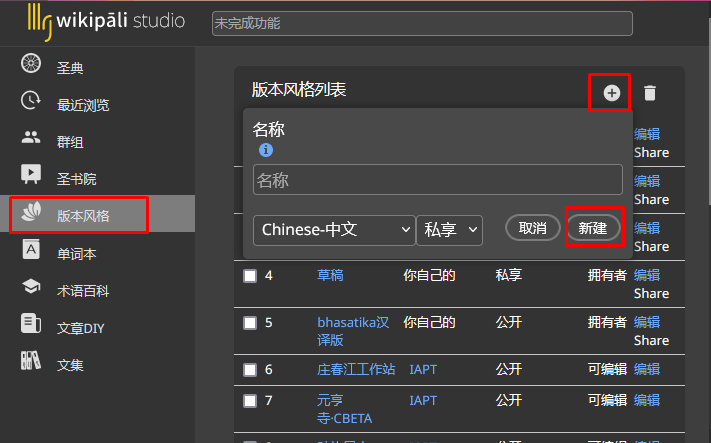 wikipāli studio
未完成功能
圣典
最近浏览
群组
圣书院
版本风格
单词本
术语百科
文章DIY
文集
版本风格列表
名称
名称
Chinese-中文 私享 取消 新建
编辑
Share
编辑
Share
编辑
Share
4 草稿 你自己的 私享 拥有者 编辑
Share
5 bhasatika汉译版 你自己的 公开 拥有者 编辑
Share
6 庄春江工作站 IAPT 公开 可编辑 编辑
7 元亨寺·CBETA IAPT 公开 可编辑 编辑